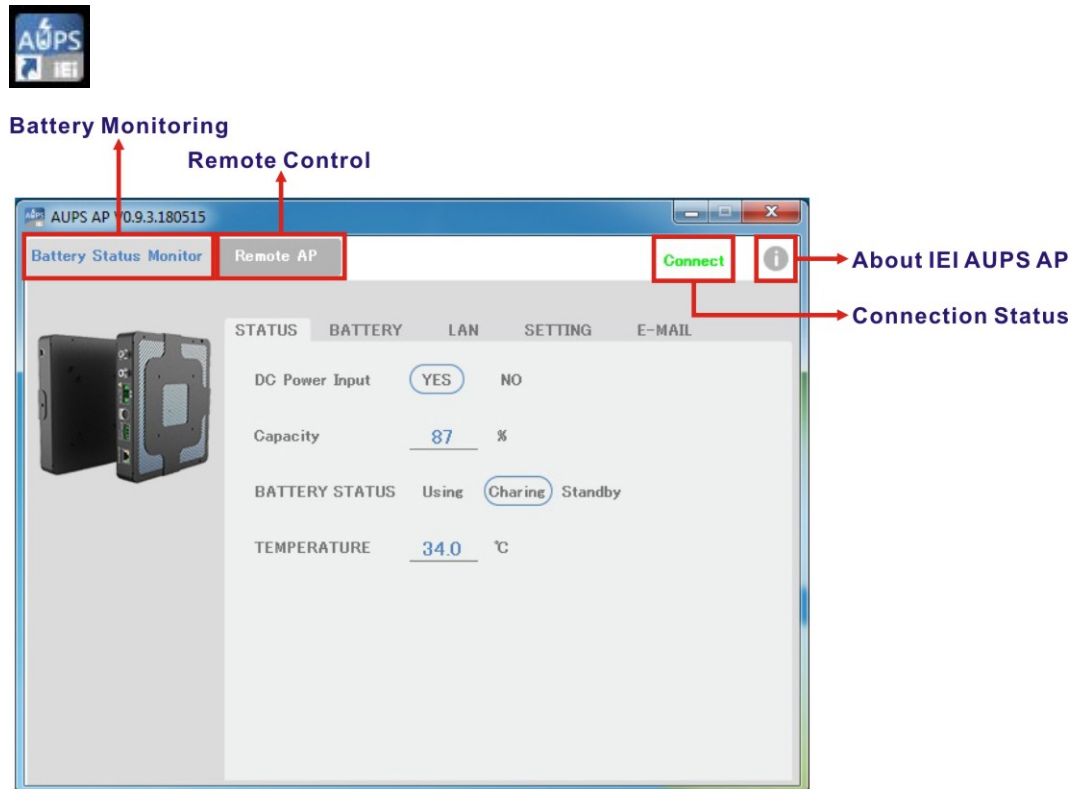 AUPS
iEi
Battery Monitoring
Remote Control
AUPS AP V0.9.3.180515
Battery Status Monitor Remote AP Connect i About IEI AUPS AP
Connection Status
STATUS BATTERY LAN SETTING E-MAIL
DC Power Input YES NO
Capacity 87 %
BATTERY STATUS Using Charing Standby
TEMPERATURE 34.0 ℃